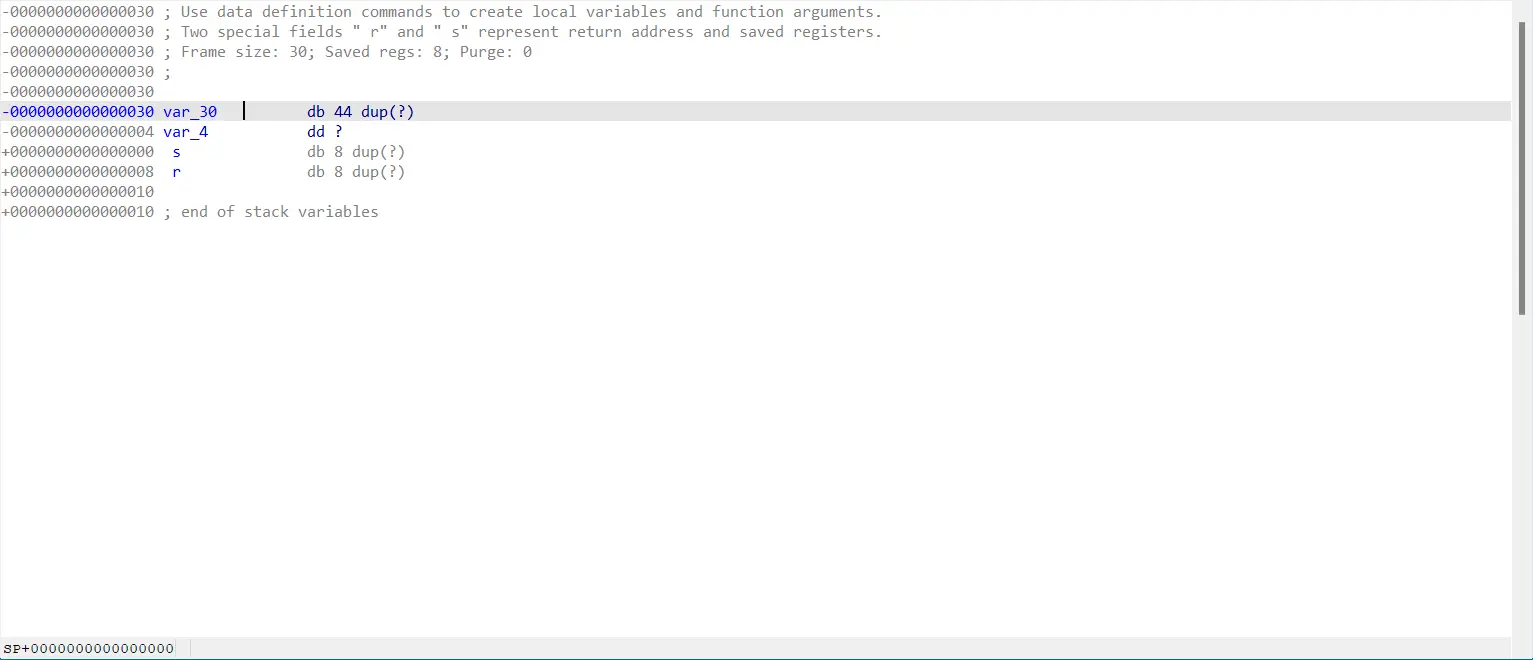 -0000000000000030 ; Use data definition commands to create local variables and function arguments.
-0000000000000030 ; Two special fields " r" and " s" represent return address and saved registers.
-0000000000000030 ; Frame size: 30; Saved regs: 8; Purge: 0
-0000000000000030 ;
-0000000000000030
-0000000000000030 var_30          db 44 dup(?)
-0000000000000004 var_4           dd ?
+0000000000000000  s              db 8 dup(?)
+0000000000000008  r              db 8 dup(?)
+0000000000000010
+0000000000000010 ; end of stack variables
SP+0000000000000000